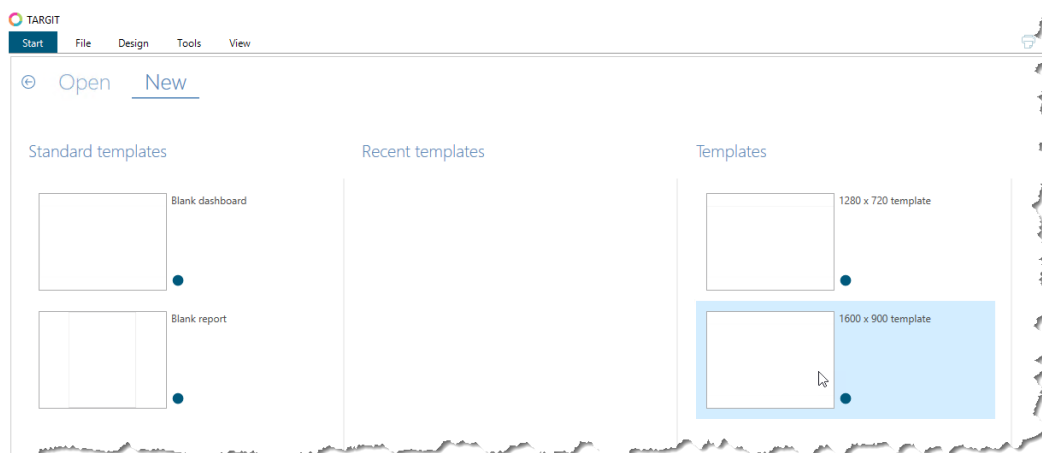 TARGIT
Start File Design Tools View
Open New
Standard templates Recent templates Templates
Blank dashboard 1280 x 720 template
Blank report 1600 x 900 template